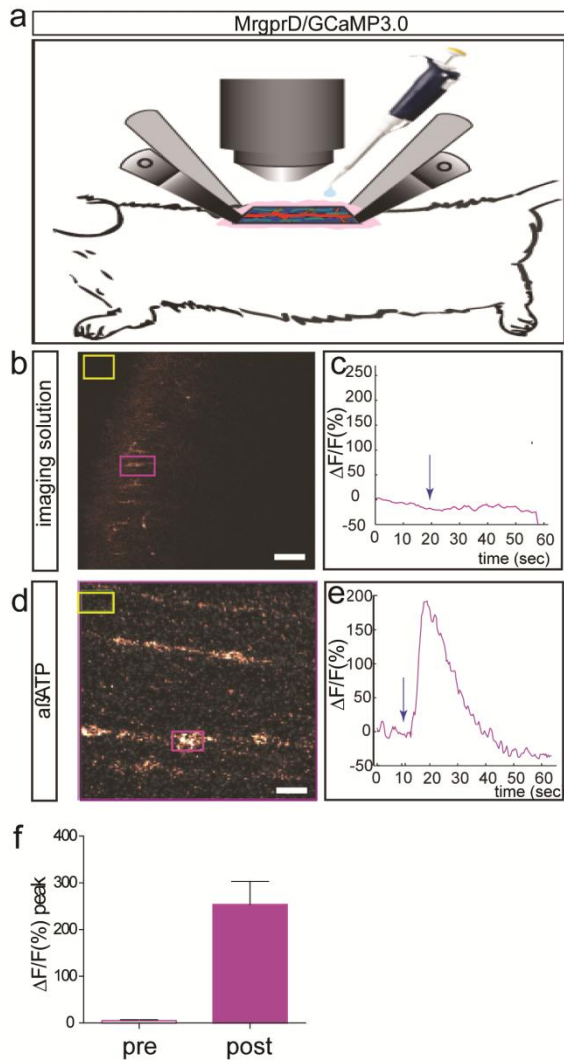 a
MrgprD/GCaMP3.0
b
imaging solution
c
ΔF/F(%)
250
200
150
100
50
0
-50
0 10 20 30 40 50 60
time (sec)
d
aβATP
e
ΔF/F(%)
200
150
100
50
0
-50
0 10 20 30 40 50 60
time (sec
f
ΔF/F(%) peak
400
300
200
100
0
pre post